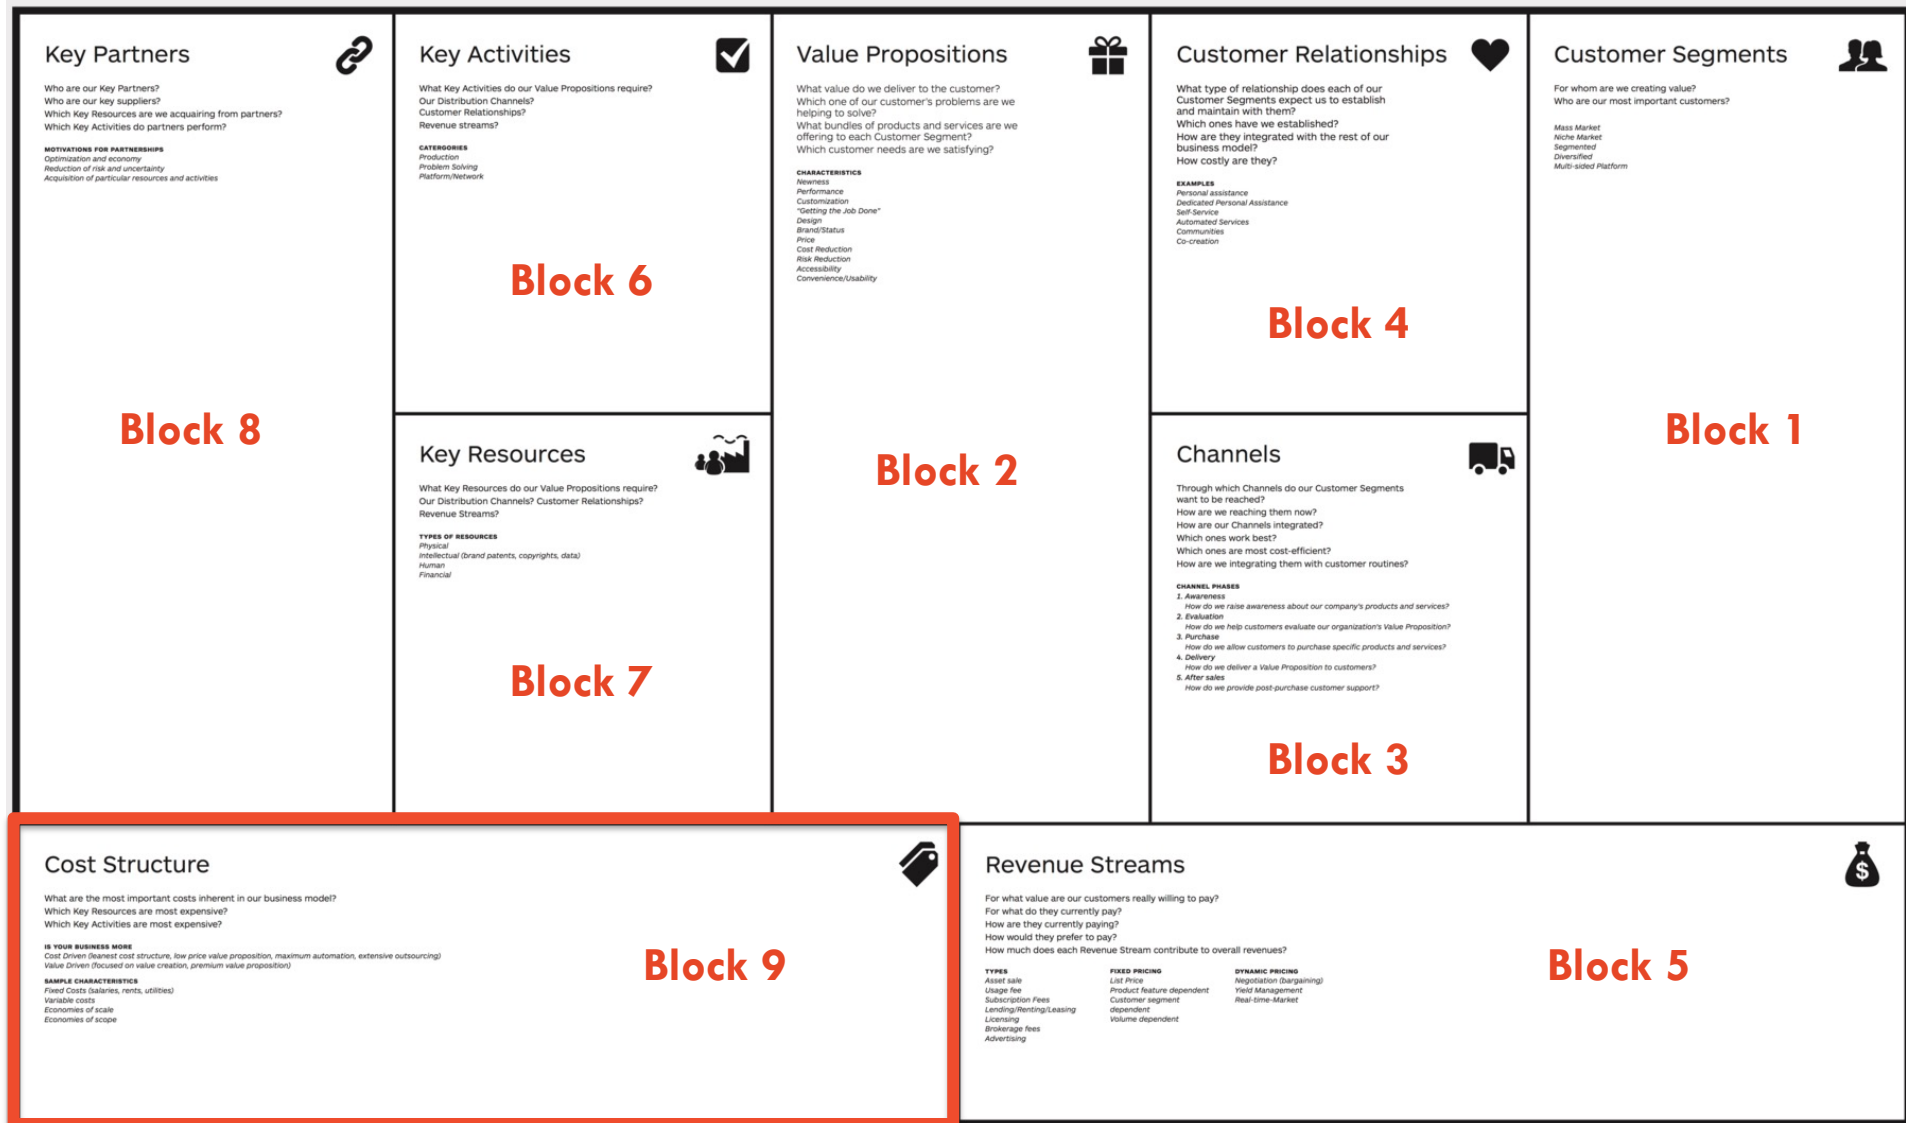 Key Partners
Who are our Key Partners?
Who are our key suppliers?
Which Key Resources are we acquairing from partners?
Which Key Activities do partners perform?
MOTIVATIONS FOR PARTNERSHIPS
Optimization and economy
Reduction of risk and uncertainty
Acquisition of particular resources and activities
Block 8
Key Activities
What Key Activities do our Value Propositions require?
Our Distribution Channels?
Customer Relationships?
Revenue streams?
CATERGORIES
Production
Problem Solving
Platform/Network
Block 6
Key Resources
What Key Resources do our Value Propositions require?
Our Distribution Channels? Customer Relationships?
Revenue Streams?
TYPES OF RESOURCES
Physical
Intellectual (brand patents, copyrights, data)
Human
Financial
Block 7
Value Propositions
What value do we deliver to the customer?
Which one of our customer's problems are we
helping to solve?
What bundles of products and services are we
offering to each Customer Segment?
Which customer needs are we satisfying?
CHARACTERISTICS
Newness
Performance
Customization
"Getting the Job Done"
Design
Brand/Status
Price
Cost Reduction
Risk Reduction
Accessibility
Convenience/Usability
Block 2
Customer Relationships
What type of relationship does each of our
Customer Segments expect us to establish
and maintain with them?
Which ones have we established?
How are they integrated with the rest of our
business model?
How costly are they?
EXAMPLES
Personal assistance
Dedicated Personal Assistance
Self-Service
Automated Services
Communities
Co-creation
Block 4
Channels
Through which Channels do our Customer Segments
want to be reached?
How are we reaching them now?
How are our Channels integrated?
Which ones work best?
Which ones are most cost-efficient?
How are we integrating them with customer routines?
CHANNEL PHASES
1. Awareness
How do we raise awareness about our company's products and services?
2. Evaluation
How do we help customers evaluate our organization's Value Proposition?
3. Purchase
How do we allow customers to purchase specific products and services?
4. Delivery
How do we deliver a Value Proposition to customers?
5. After sales
How do we provide post-purchase customer support?
Block 3
Customer Segments
For whom are we creating value?
Who are our most important customers?
Mass Market
Niche Market
Segmented
Diversified
Multi-sided Platform
Block 1
Cost Structure
What are the most important costs inherent in our business model?
Which Key Resources are most expensive?
Which Key Activities are most expensive?
IS YOUR BUSINESS MORE
Cost Driven (leanest cost structure, low price value proposition, maximum automation, extensive outsourcing)
Value Driven (focused on value creation, premium value proposition)
SAMPLE CHARACTERISTICS
Fixed Costs (salaries, rents, utilities)
Variable costs
Economies of scale
Economies of scope
Block 9
Revenue Streams
$
For what value are our customers really willing to pay?
For what do they currently pay?
How are they currently paying?
How would they prefer to pay?
How much does each Revenue Stream contribute to overall revenues?
TYPES
Asset sale
Usage fee
Subscription Fees
Lending/Renting/Leasing
Licensing
Brokerage fees
Advertising
FIXED PRICING
List Price
Product feature dependent
Customer segment
dependent
Volume dependent
DYNAMIC PRICING
Negotiation (bargaining)
Yield Management
Real-time-Market
Block 5